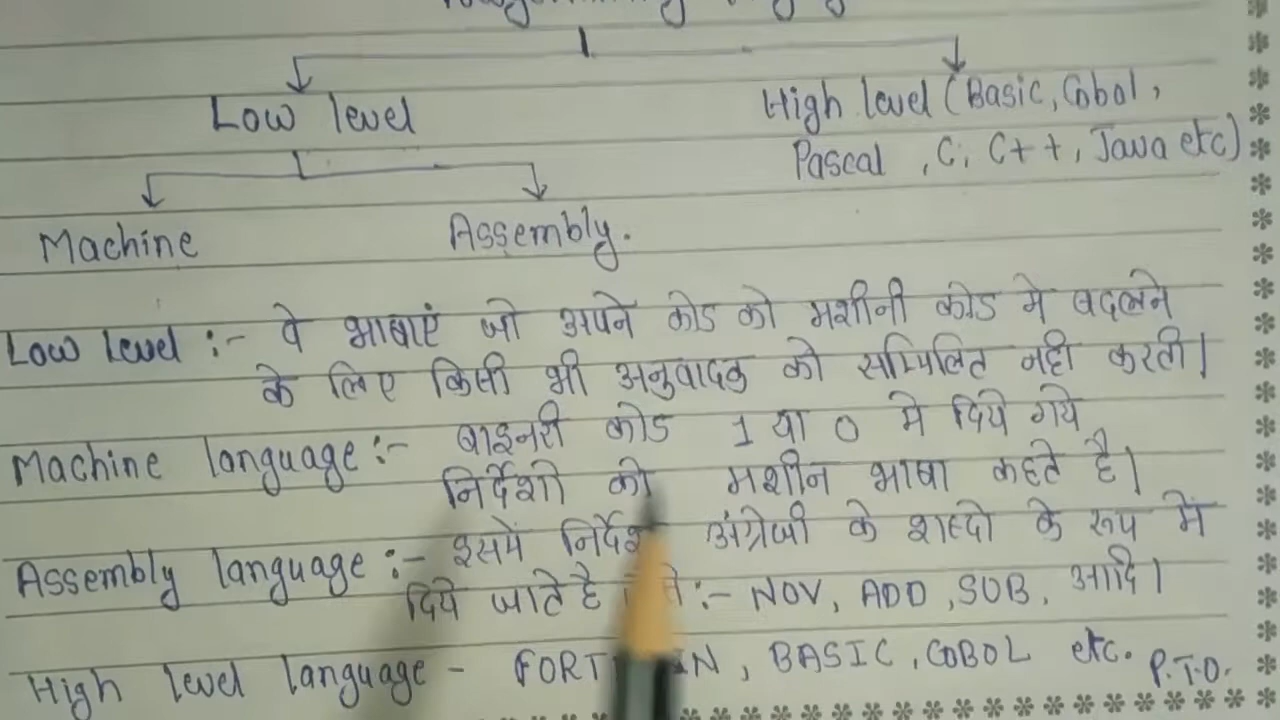 Low level
High level (Basic, Cobol,
Pascal, C, C++, Java etc)
Machine Assembly.
Low level :- वे भाषाएं जो अपने कोड को मशीनी कोड मे बदलने
के लिए किसी भी अनुवादक को सम्मिलित नही करती।
Machine language :- बाइनरी कोड 1 या 0 मे दिये गये
निर्देशो को मशीन भाषा कहते है।
Assembly language :- इसमें निर्देश अंग्रेजी के शब्दो के रूप में
दिये जाते है :- NOV, ADD, SUB, आदि।
High level language - BASIC, COBOL etc. P.T.O.